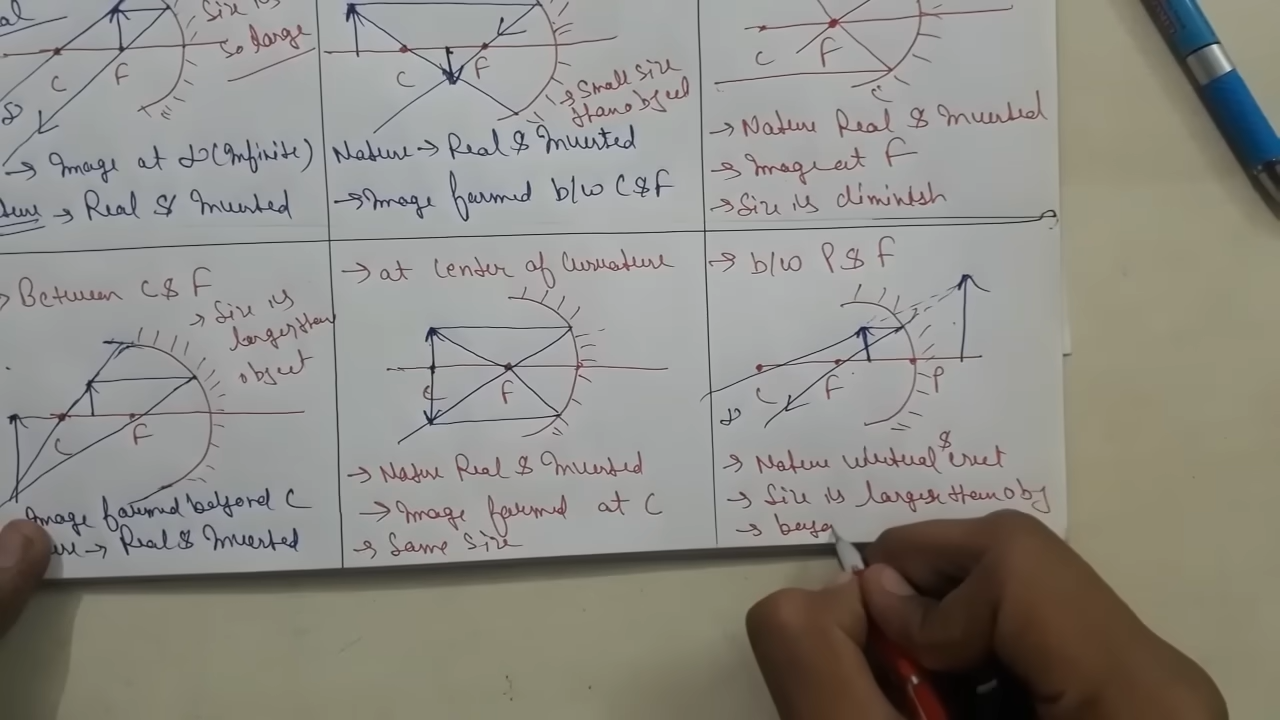 Size is
so large
C
F
→ Image at ∞ (Infinite)
→ Real & Inverted
C
F
→ Small size
than object
Nature → Real & Inverted
→ Image formed b/w C & F
C
F
→ Nature Real & Inverted
→ Image at F
→ Size is diminish
→ Between C & F
→ Size is
larger than
object
C
F
Image formed beyond C
→ Real & Inverted
→ at center of Curvature
C
F
→ Nature Real & Inverted
→ Image formed at C
→ Same Size
→ b/w P & F
C
F
P
→ Nature virtual & erect
→ Size is larger than obj
→ beyo